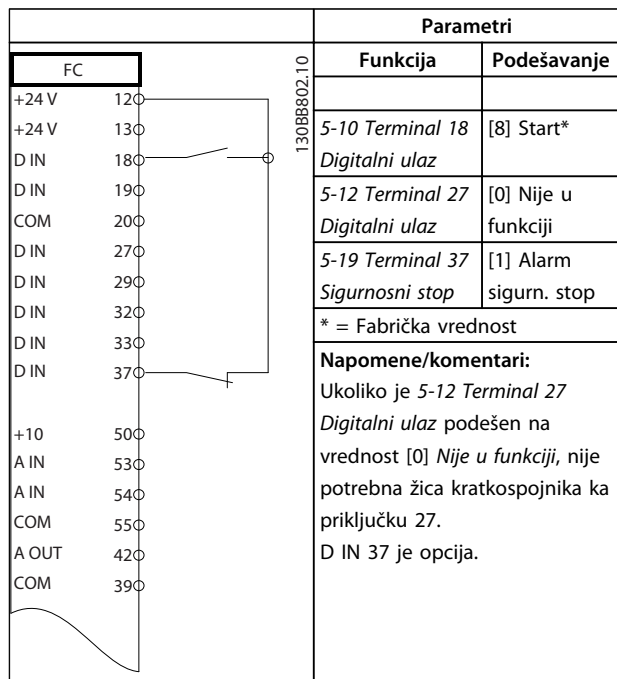 FC
+24 V 12
+24 V 13
D IN 18
D IN 19
COM 20
D IN 27
D IN 29
D IN 32
D IN 33
D IN 37
+10 50
A IN 53
A IN 54
COM 55
A OUT 42
COM 39
130BB802.10
Parametri
Funkcija Podešavanje
5-10 Terminal 18 [8] Start*
Digitalni ulaz
5-12 Terminal 27 [0] Nije u
Digitalni ulaz funkciji
5-19 Terminal 37 [1] Alarm
Sigurnosni stop sigurn. stop
* = Fabrička vrednost
Napomene/komentari:
Ukoliko je 5-12 Terminal 27
Digitalni ulaz podešen na
vrednost [0] Nije u funkciji, nije
potrebna žica kratkospojnika ka
priključku 27.
D IN 37 je opcija.